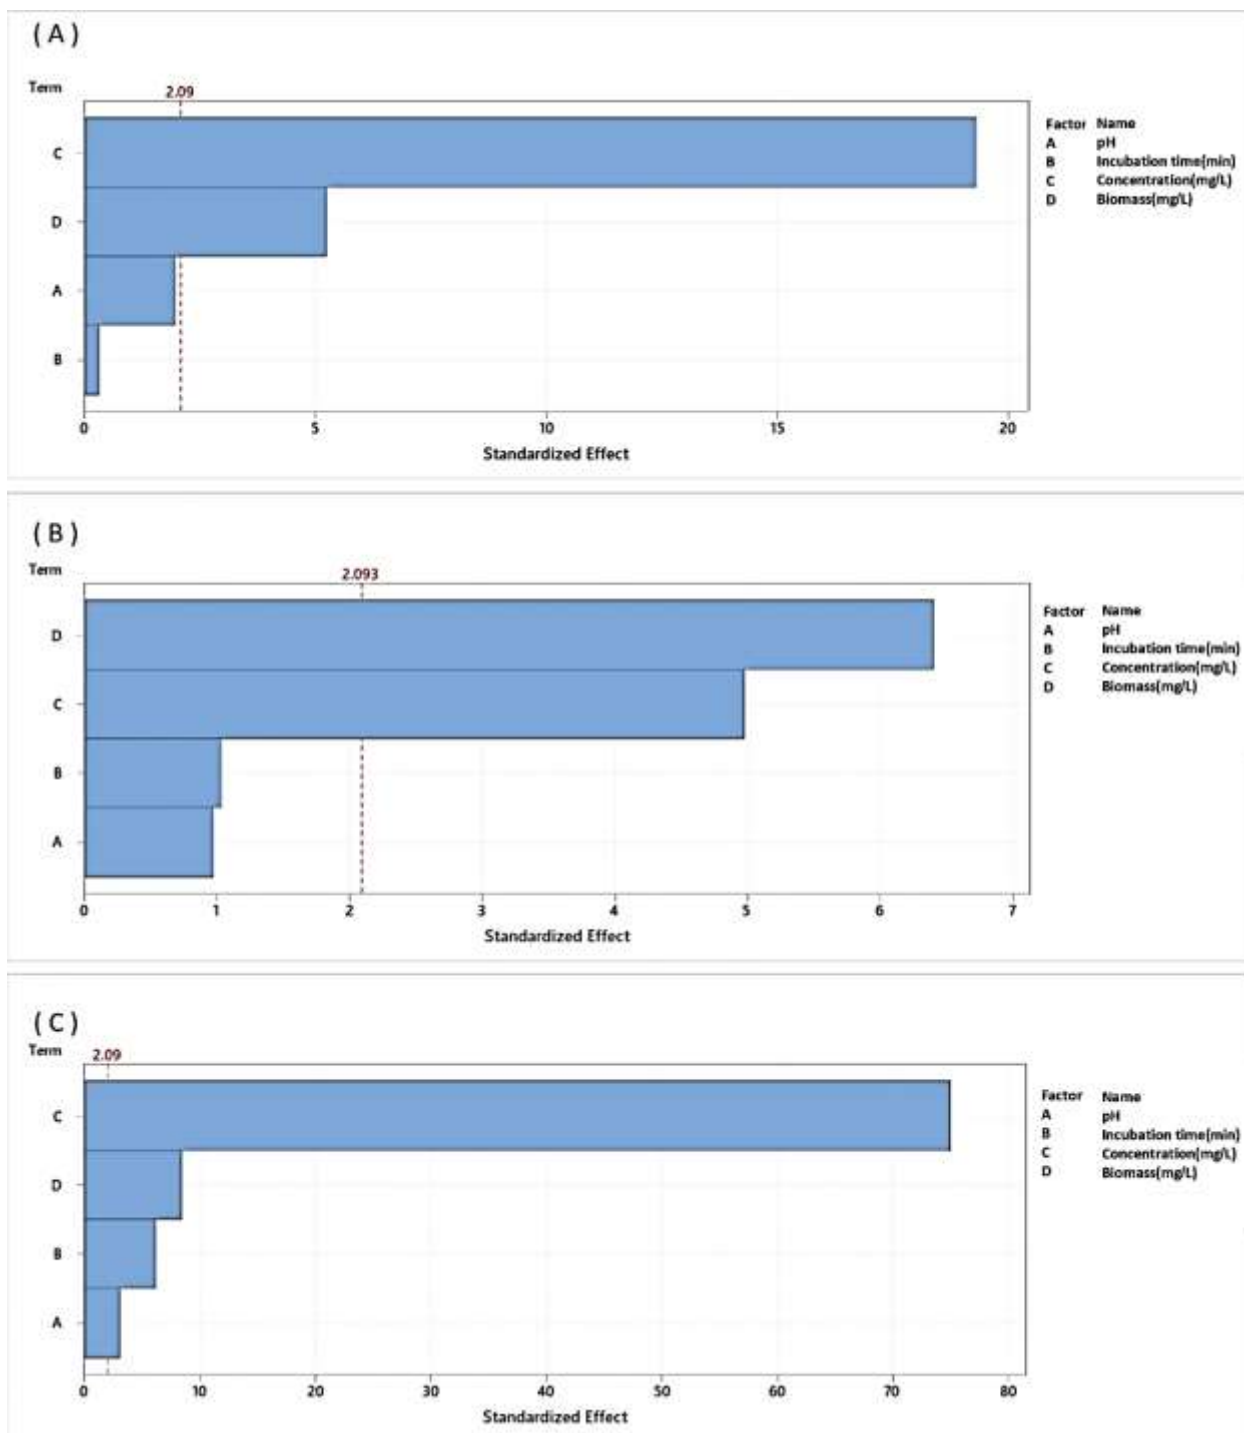 ( A )
Term
2.09
C
D
A
B
0 5 10 15 20
Standardized Effect
Factor Name
A pH
B Incubation time(min)
C Concentration(mg/L)
D Biomass(mg/L)
( B )
Term
2.093
D
C
B
A
0 1 2 3 4 5 6 7
Standardized Effect
Factor Name
A pH
B Incubation time(min)
C Concentration(mg/L)
D Biomass(mg/L)
( C )
Term
2.09
C
D
B
A
0 10 20 30 40 50 60 70 80
Standardized Effect
Factor Name
A pH
B Incubation time(min)
C Concentration(mg/L)
D Biomass(mg/L)